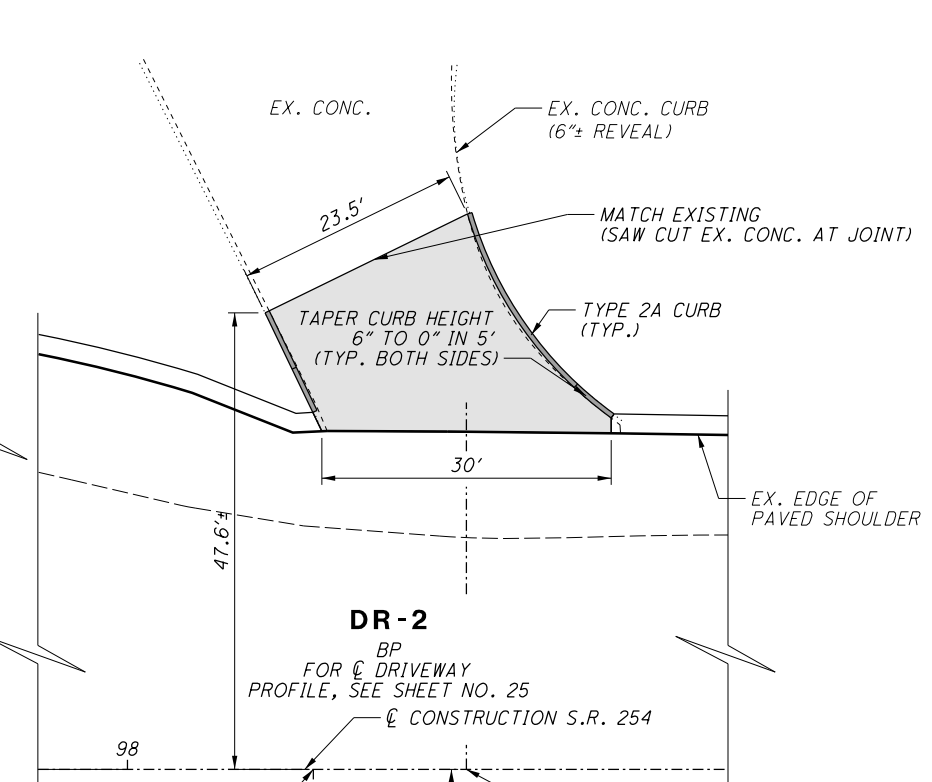 EX. CONC.
EX. CONC. CURB
(6"± REVEAL)
23.5'
MATCH EXISTING
(SAW CUT EX. CONC. AT JOINT)
TAPER CURB HEIGHT
6" TO 0" IN 5'
(TYP. BOTH SIDES)
TYPE 2A CURB
(TYP.)
30'
EX. EDGE OF
PAVED SHOULDER
47.6'±
DR-2
BP
FOR ℄ DRIVEWAY
PROFILE, SEE SHEET NO. 25
℄ CONSTRUCTION S.R. 254
98